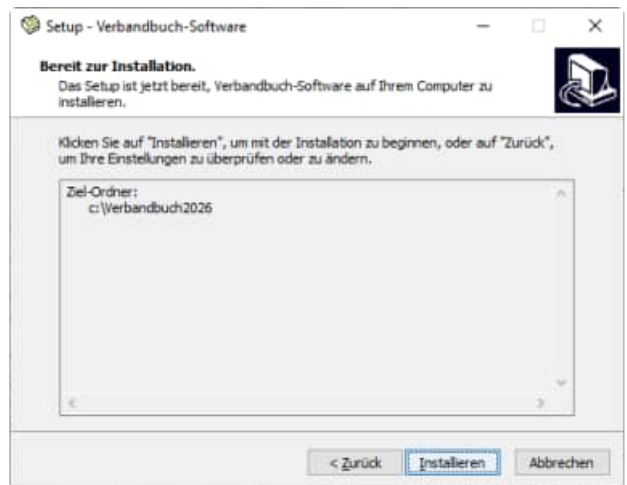 Setup - Verbandbuch-Software
Bereit zur Installation.
Das Setup ist jetzt bereit, Verbandbuch-Software auf Ihrem Computer zu
installieren.
Klicken Sie auf "Installieren", um mit der Installation zu beginnen, oder auf "Zurück",
um Ihre Einstellungen zu überprüfen oder zu ändern.
Ziel-Ordner:
c:\Verbandbuch2026
< Zurück Installieren Abbrechen